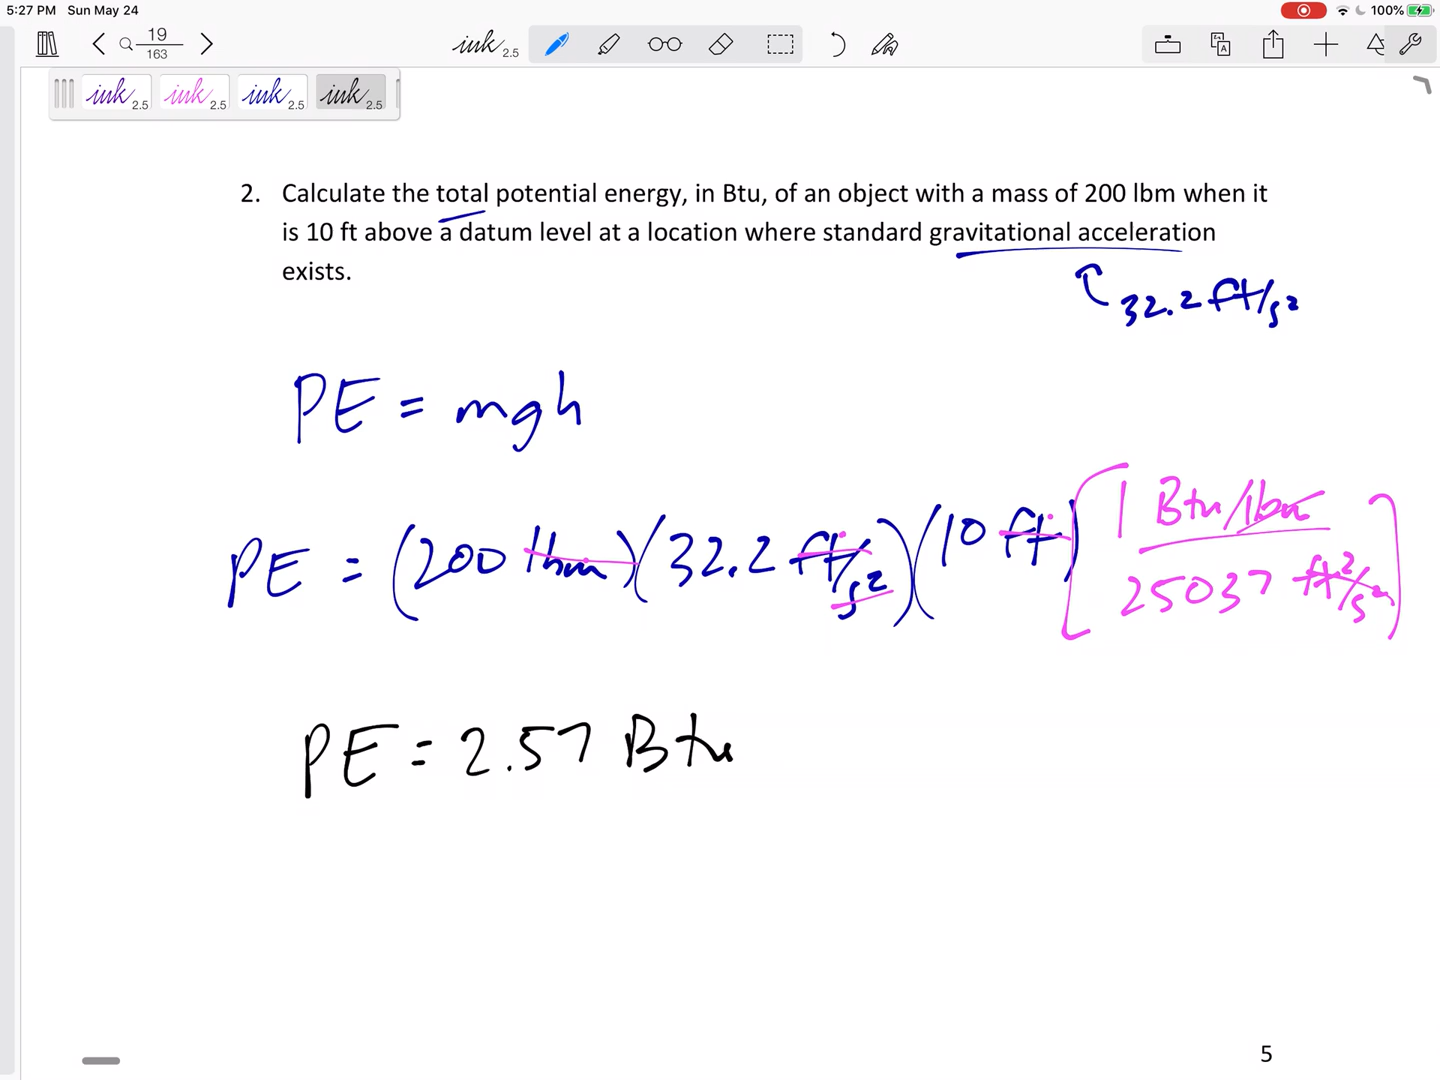 5:27 PM Sun May 24 100%
19
163
ink 2.5
ink 2.5 ink 2.5 ink 2.5 ink 2.5
2. Calculate the total potential energy, in Btu, of an object with a mass of 200 lbm when it
is 10 ft above a datum level at a location where standard gravitational acceleration
exists.
32.2 ft/s²
PE = mgh
PE = (200 lbm)(32.2 ft/s²)(10 ft)[1 Btu/lbm / 25037 ft²/s²]
PE = 2.57 Btu
5